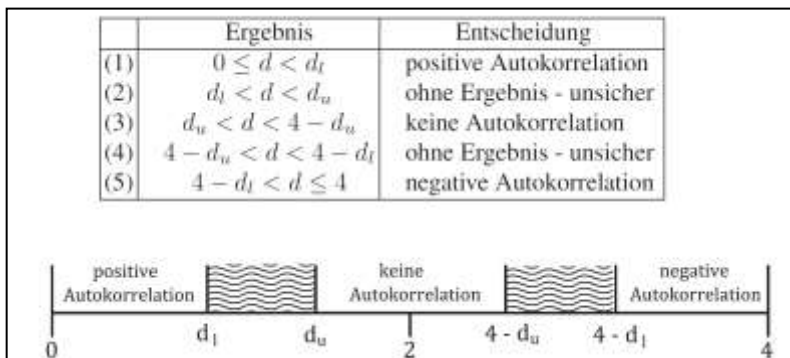 Ergebnis Entscheidung
(1) 0 ≤ d < d_l positive Autokorrelation
(2) d_l < d < d_u ohne Ergebnis - unsicher
(3) d_u < d < 4 − d_u keine Autokorrelation
(4) 4 − d_u < d < 4 − d_l ohne Ergebnis - unsicher
(5) 4 − d_l < d ≤ 4 negative Autokorrelation
positive keine negative
Autokorrelation Autokorrelation Autokorrelation
0 d_l d_u 2 4 - d_u 4 - d_l 4